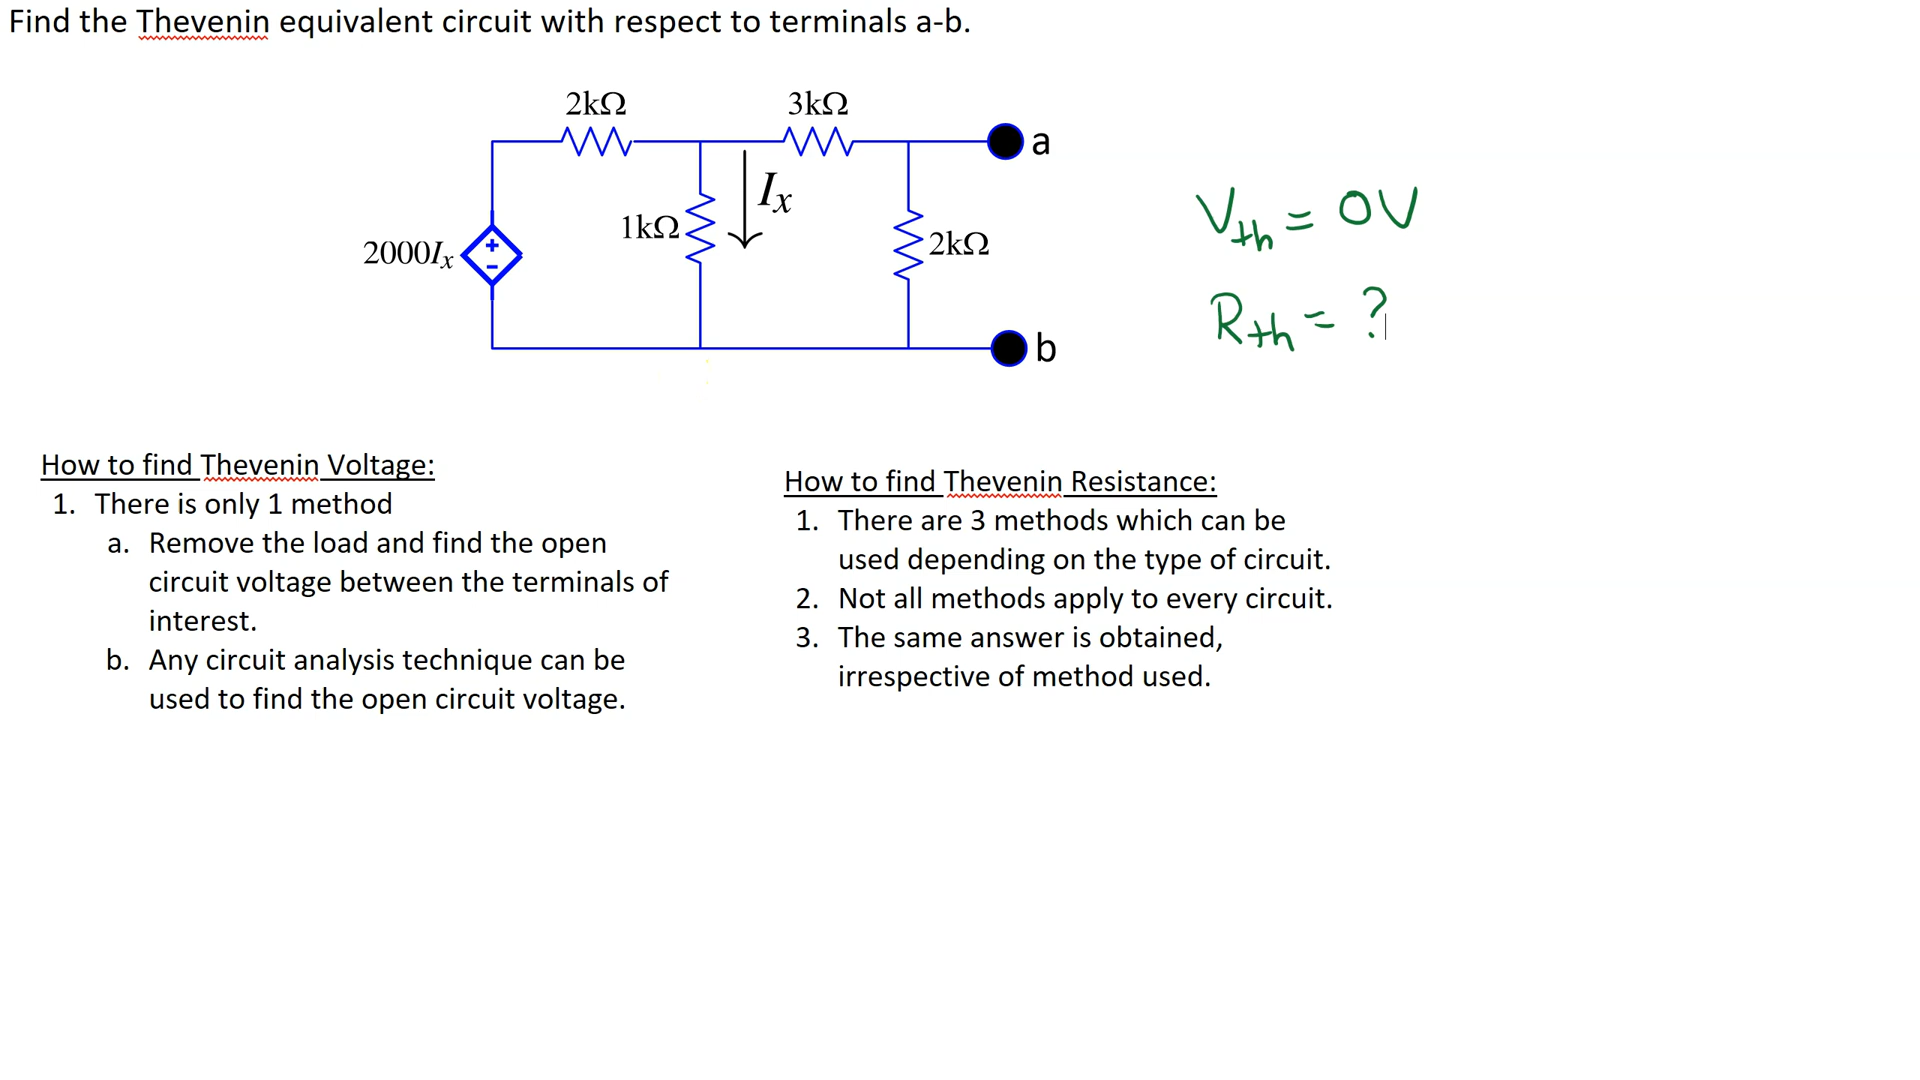 Find the Thevenin equivalent circuit with respect to terminals a-b.
2kΩ
3kΩ
a
Iₓ
1kΩ
2kΩ
2000Iₓ
+
-
b
Vth = 0V
Rth = ?
How to find Thevenin Voltage:
1. There is only 1 method
a. Remove the load and find the open
circuit voltage between the terminals of
interest.
b. Any circuit analysis technique can be
used to find the open circuit voltage.
How to find Thevenin Resistance:
1. There are 3 methods which can be
used depending on the type of circuit.
2. Not all methods apply to every circuit.
3. The same answer is obtained,
irrespective of method used.